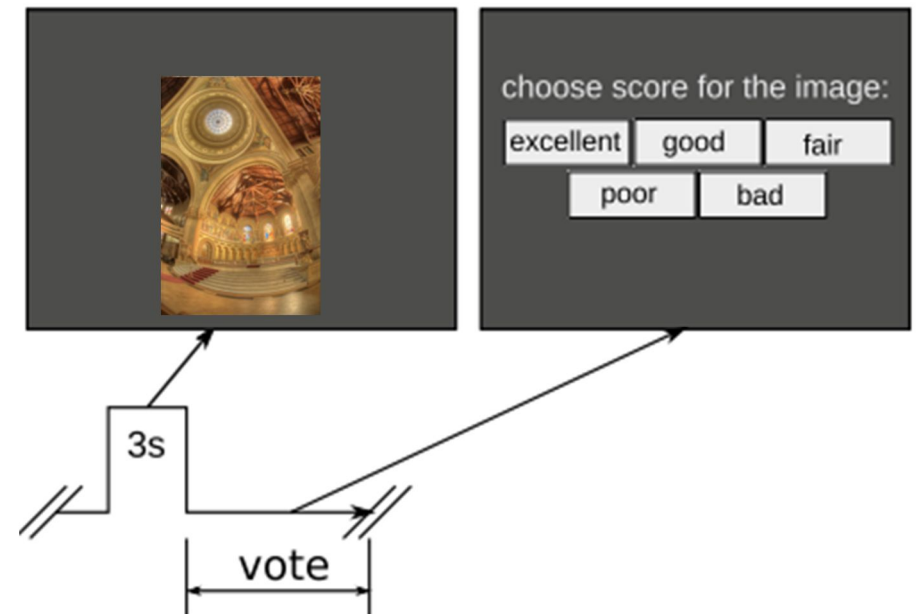 choose score for the image:
excellent good fair
poor bad
3s
vote